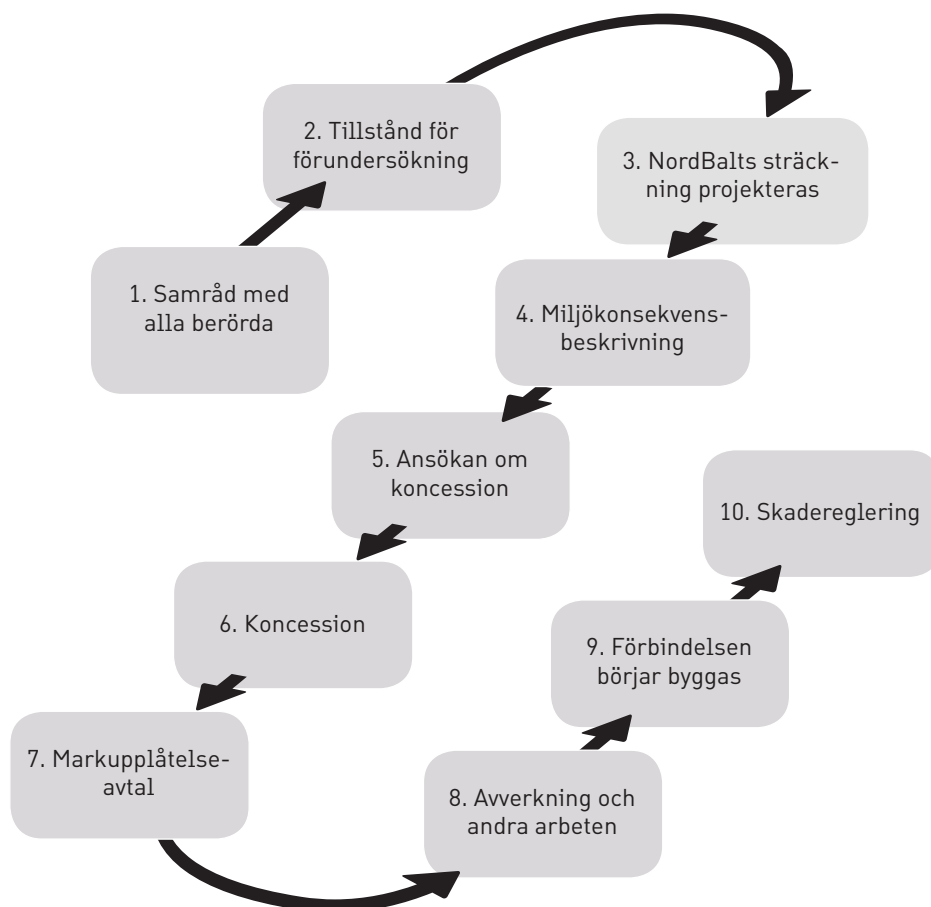 1. Samråd med
alla berörda
2. Tillstånd för
förundersökning
3. NordBalts sträck-
ning projekteras
4. Miljökonsekvens-
beskrivning
5. Ansökan om
koncession
6. Koncession
7. Markupplåtelse-
avtal
8. Avverkning och
andra arbeten
9. Förbindelsen
börjar byggas
10. Skadereglering